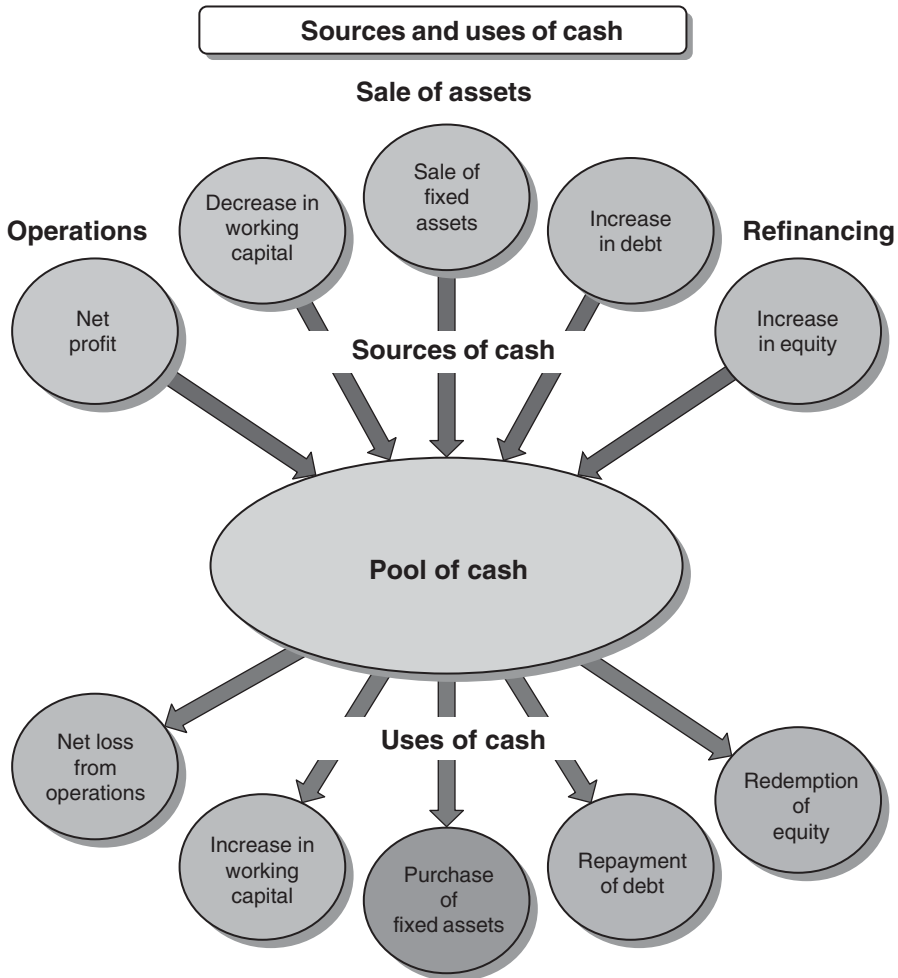 Sources and uses of cash
Sale of assets
Operations
Refinancing
Net
profit
Decrease in
working
capital
Sale of
fixed
assets
Increase
in debt
Increase
in equity
Sources of cash
Pool of cash
Uses of cash
Net loss
from
operations
Increase in
working
capital
Purchase
of
fixed assets
Repayment
of debt
Redemption
of
equity